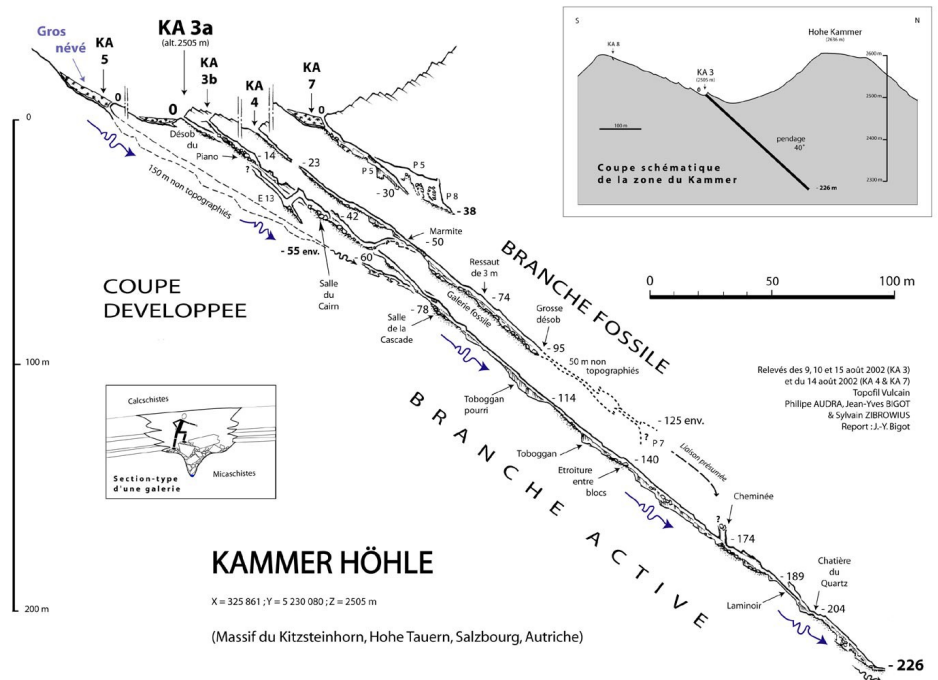 Gros
névé
KA
5
KA 3a
(alt. 2505 m)
KA
3b
KA
4
KA
7
0
0
0
Désob
du
Piano
- 14
?
- 23
E 13
- 42
P 5
- 30
P 5
P 8
- 38
150 m non topographiés
- 55 env.
- 60
Marmite
- 50
Salle
du
Cairn
Ressaut
de 3 m
- 74
Galerie fossile
Salle
de la
Cascade
- 78
Grosse
désob
- 95
50 m non
topographiés
- 125 env.
?
P 7
Liaison présumée
Toboggan
pourri
- 114
Toboggan
- 140
Etroiture
entre
blocs
?
Cheminée
- 174
- 189
Laminoir
Chatière
du
Quartz
- 204
- 226
BRANCHE FOSSILE
BRANCHE ACTIVE
0
100 m
200 m
COUPE
DEVELOPPEE
Calcschistes
Micaschistes
Section-type
d'une galerie
KAMMER HÖHLE
X = 325 861 ; Y = 5 230 080 ; Z = 2505 m
(Massif du Kitzsteinhorn, Hohe Tauern, Salzbourg, Autriche)
S
N
KA 8
KA 3
(2505 m)
0
Hohe Kammer
(2636 m)
2600 m
2500 m
2400 m
2300 m
100 m
pendage
40°
- 226 m
Coupe schématique
de la zone du Kammer
0
50
100 m
Relevés des 9, 10 et 15 août 2002 (KA 3)
et du 14 août 2002 (KA 4 & KA 7)
Topofil Vulcain
Philipe AUDRA, Jean-Yves BIGOT
& Sylvain ZIBROWIUS
Report : J.-Y. Bigot